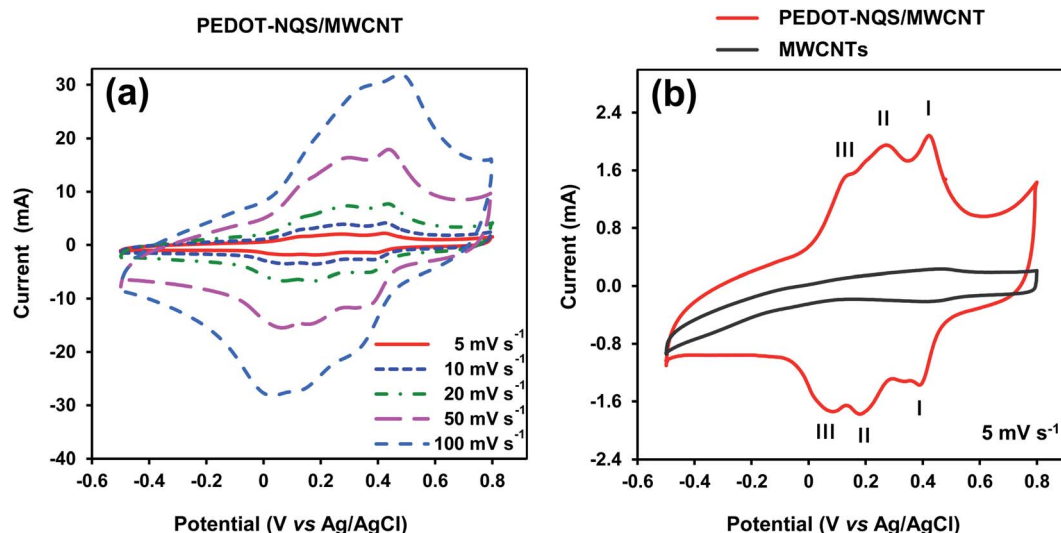 PEDOT-NQS/MWCNT
(a)
30
20
10
0
-10
-20
-30
-40
Current (mA)
-0.6 -0.4 -0.2 0 0.2 0.4 0.6 0.8
Potential (V vs Ag/AgCl)
5 mV s⁻¹
10 mV s⁻¹
20 mV s⁻¹
50 mV s⁻¹
100 mV s⁻¹
PEDOT-NQS/MWCNT
MWCNTs
(b)
2.4
1.6
0.8
0.0
-0.8
-1.6
-2.4
Current (mA)
III II I
III II I
5 mV s⁻¹
-0.6 -0.4 -0.2 0 0.2 0.4 0.6 0.8
Potential (V vs Ag/AgCl)